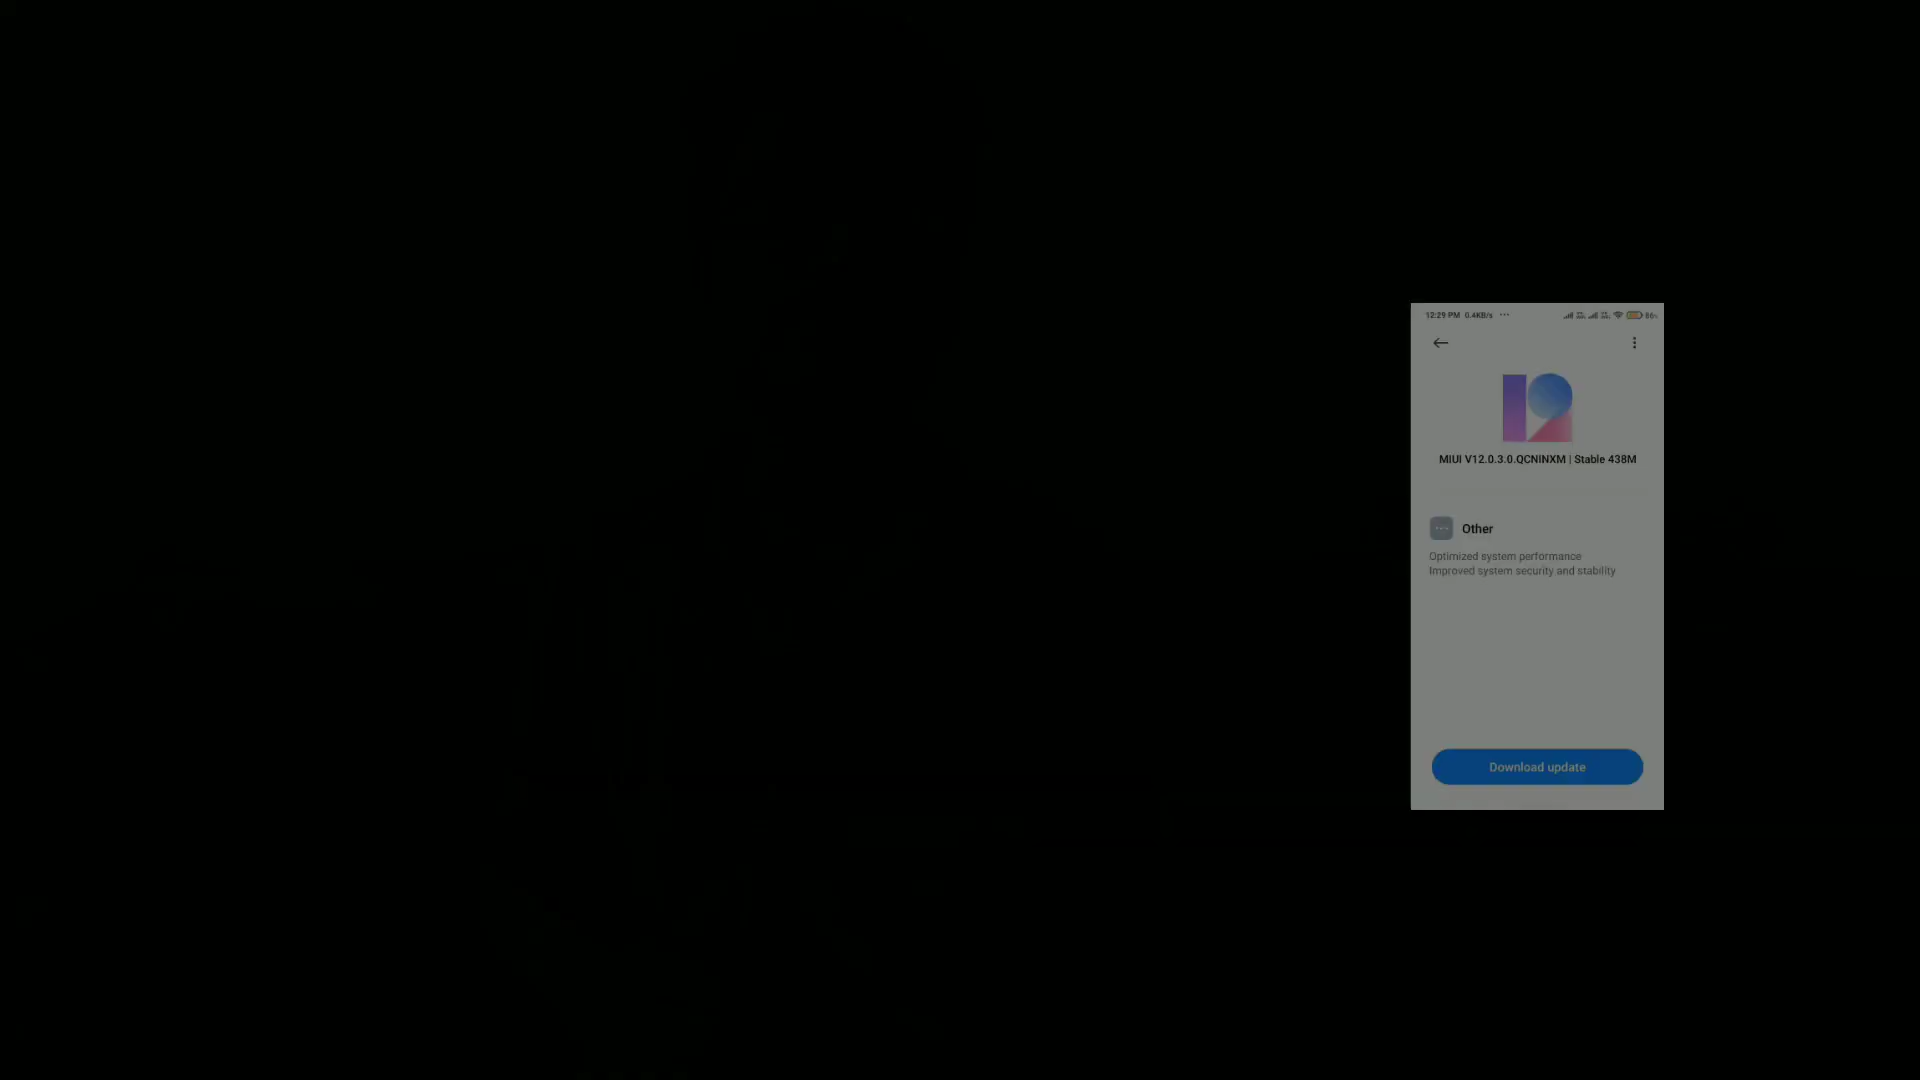 12:29 PM 0.4KB/s ... 86%
MIUI V12.0.3.0.QCNINXM | Stable 438M
Other
Optimized system performance
Improved system security and stability
Download update